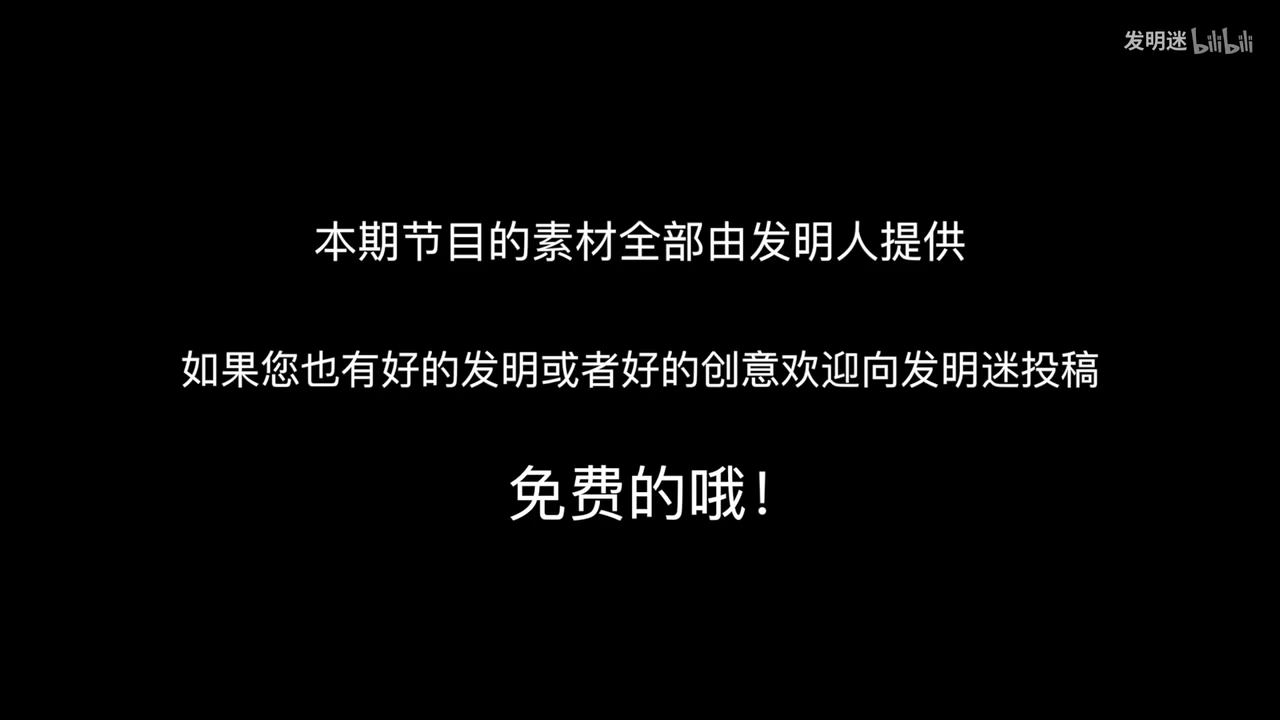 发明迷 bilibili
本期节目的素材全部由发明人提供
如果您也有好的发明或者好的创意欢迎向发明迷投稿
免费的哦！